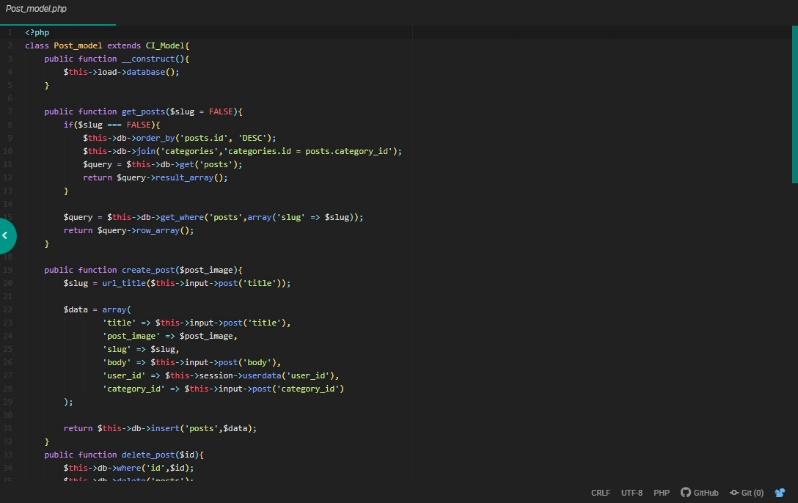 Post_model.php
1 <?php
2 class Post_model extends CI_Model{
3 public function __construct(){
4 $this->load->database();
5 }
6
7 public function get_posts($slug = FALSE){
8 if($slug === FALSE){
9 $this->db->order_by('posts.id', 'DESC');
10 $this->db->join('categories','categories.id = posts.category_id');
11 $query = $this->db->get('posts');
12 return $query->result_array();
13 }
14
15 $query = $this->db->get_where('posts',array('slug' => $slug));
return $query->row_array();
}
18
19 public function create_post($post_image){
20 $slug = url_title($this->input->post('title'));
21
22 $data = array(
23 'title' => $this->input->post('title'),
24 'post_image' => $post_image,
25 'slug' => $slug,
26 'body' => $this->input->post('body'),
27 'user_id' => $this->session->userdata('user_id'),
28 'category_id' => $this->input->post('category_id')
29 );
30
31 return $this->db->insert('posts',$data);
32 }
33 public function delete_post($id){
34 $this->db->where('id',$id);
35 $this->db->delete('posts');
CRLF UTF-8 PHP GitHub Git (0)